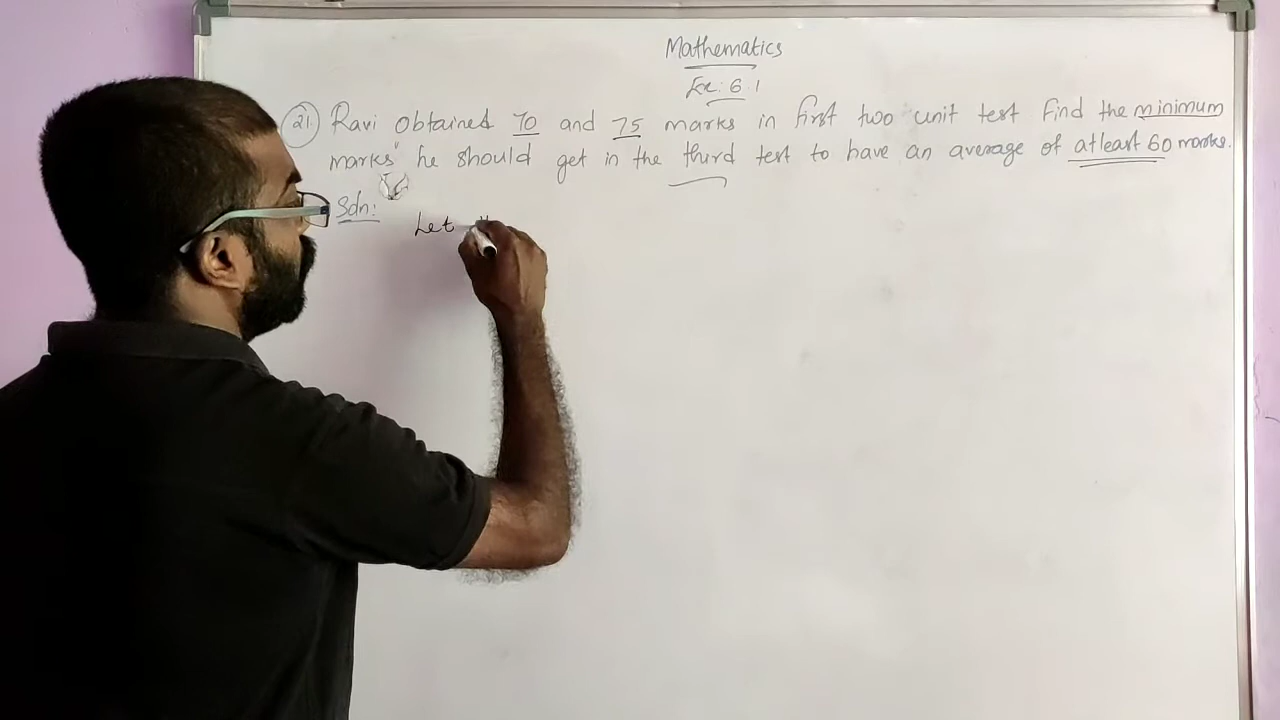 Mathematics
Ex: 6.1
21. Ravi obtained 70 and 75 marks in first two unit test Find the minimum
marks he should get in the third test to have an average of atleast 60 marks.
Soln:
Let